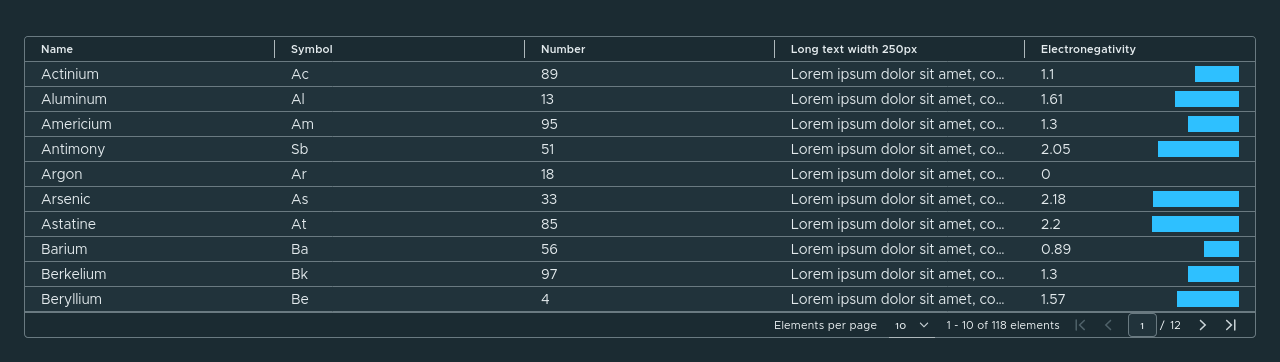 Name Symbol Number Long text width 250px Electronegativity
Actinium Ac 89 Lorem ipsum dolor sit amet, co... 1.1
Aluminum Al 13 Lorem ipsum dolor sit amet, co... 1.61
Americium Am 95 Lorem ipsum dolor sit amet, co... 1.3
Antimony Sb 51 Lorem ipsum dolor sit amet, co... 2.05
Argon Ar 18 Lorem ipsum dolor sit amet, co... 0
Arsenic As 33 Lorem ipsum dolor sit amet, co... 2.18
Astatine At 85 Lorem ipsum dolor sit amet, co... 2.2
Barium Ba 56 Lorem ipsum dolor sit amet, co... 0.89
Berkelium Bk 97 Lorem ipsum dolor sit amet, co... 1.3
Beryllium Be 4 Lorem ipsum dolor sit amet, co... 1.57
Elements per page 10 1 - 10 of 118 elements 1 / 12